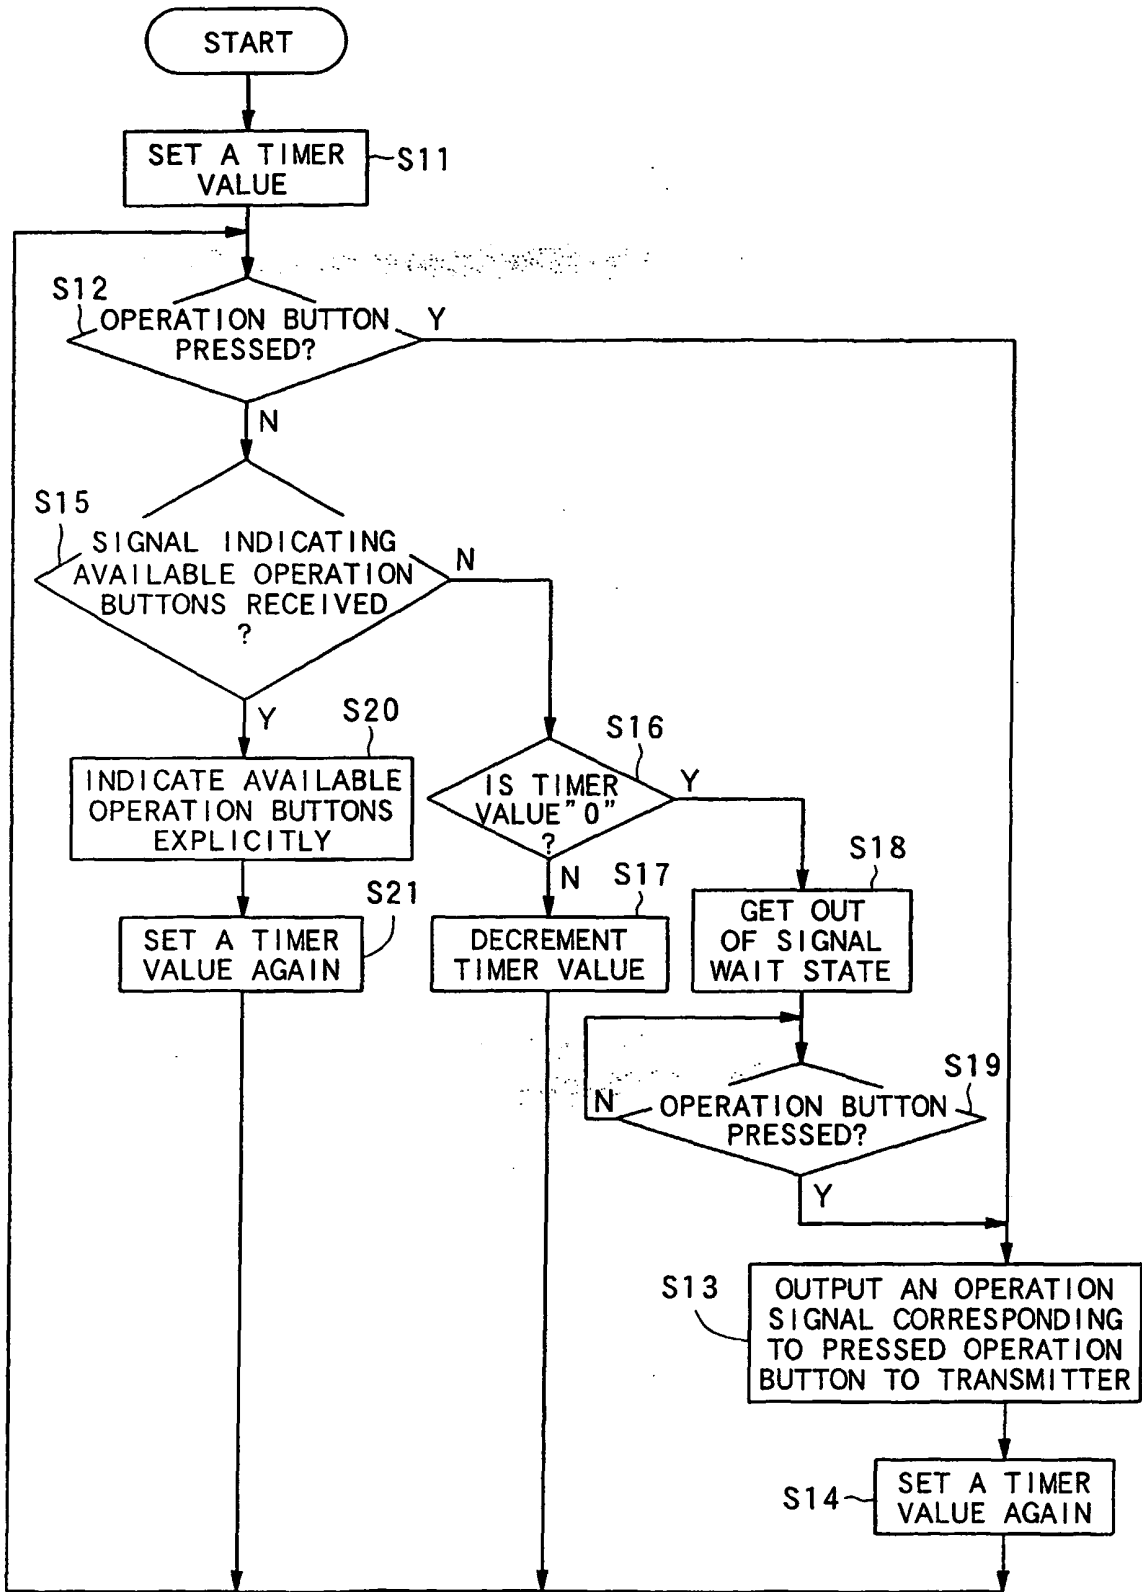 START
SET A TIMER
VALUE
S11
S12
OPERATION BUTTON
PRESSED?
Y
N
S15
SIGNAL INDICATING
AVAILABLE OPERATION
BUTTONS RECEIVED
?
N
Y
S20
INDICATE AVAILABLE
OPERATION BUTTONS
EXPLICITLY
S21
SET A TIMER
VALUE AGAIN
S16
IS TIMER
VALUE"0"
?
Y
N
S17
DECREMENT
TIMER VALUE
S18
GET OUT
OF SIGNAL
WAIT STATE
S19
OPERATION BUTTON
PRESSED?
N
Y
S13
OUTPUT AN OPERATION
SIGNAL CORRESPONDING
TO PRESSED OPERATION
BUTTON TO TRANSMITTER
S14
SET A TIMER
VALUE AGAIN